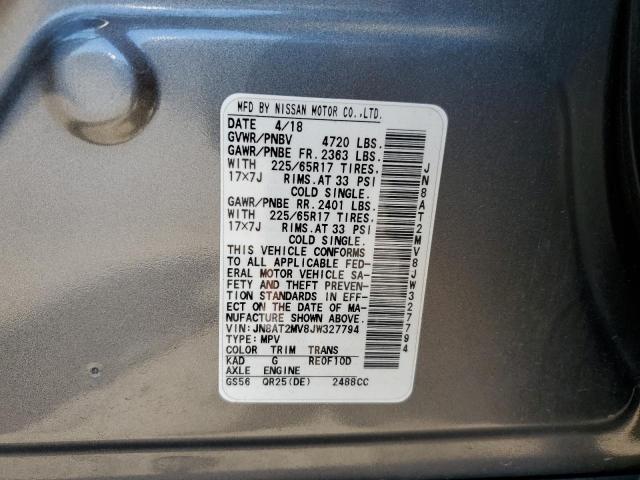 MFD BY NISSAN MOTOR CO.,LTD.
DATE 4/18
GVWR/PNBV 4720 LBS.
GAWR/PNBE FR. 2363 LBS.
WITH 225/65R17 TIRES.
17X7J RIMS.AT 33 PSI
COLD SINGLE.
GAWR/PNBE RR. 2401 LBS.
WITH 225/65R17 TIRES.
17X7J RIMS.AT 33 PSI
COLD SINGLE.
THIS VEHICLE CONFORMS
TO ALL APPLICABLE FED-
ERAL MOTOR VEHICLE SA-
FETY AND THEFT PREVEN-
TION STANDARDS IN EFF-
ECT ON THE DATE OF MA-
NUFACTURE SHOWN ABOVE.
VIN: JN8AT2MV8JW327794
TYPE: MPV
COLOR TRIM TRANS
KAD G RE0F10D
AXLE ENGINE
GS56 QR25(DE) 2488CC
JN8AT2MV8JW327794